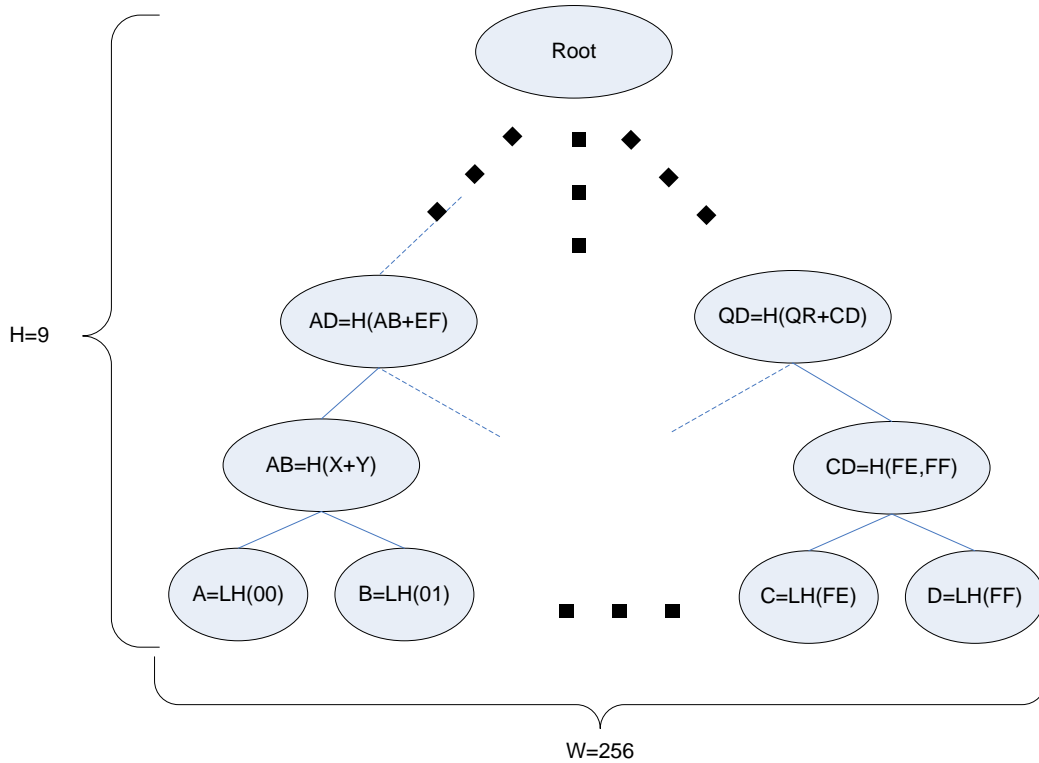 Root
AD=H(AB+EF)
QD=H(QR+CD)
H=9
AB=H(X+Y)
CD=H(FE,FF)
A=LH(00)
B=LH(01)
C=LH(FE)
D=LH(FF)
W=256